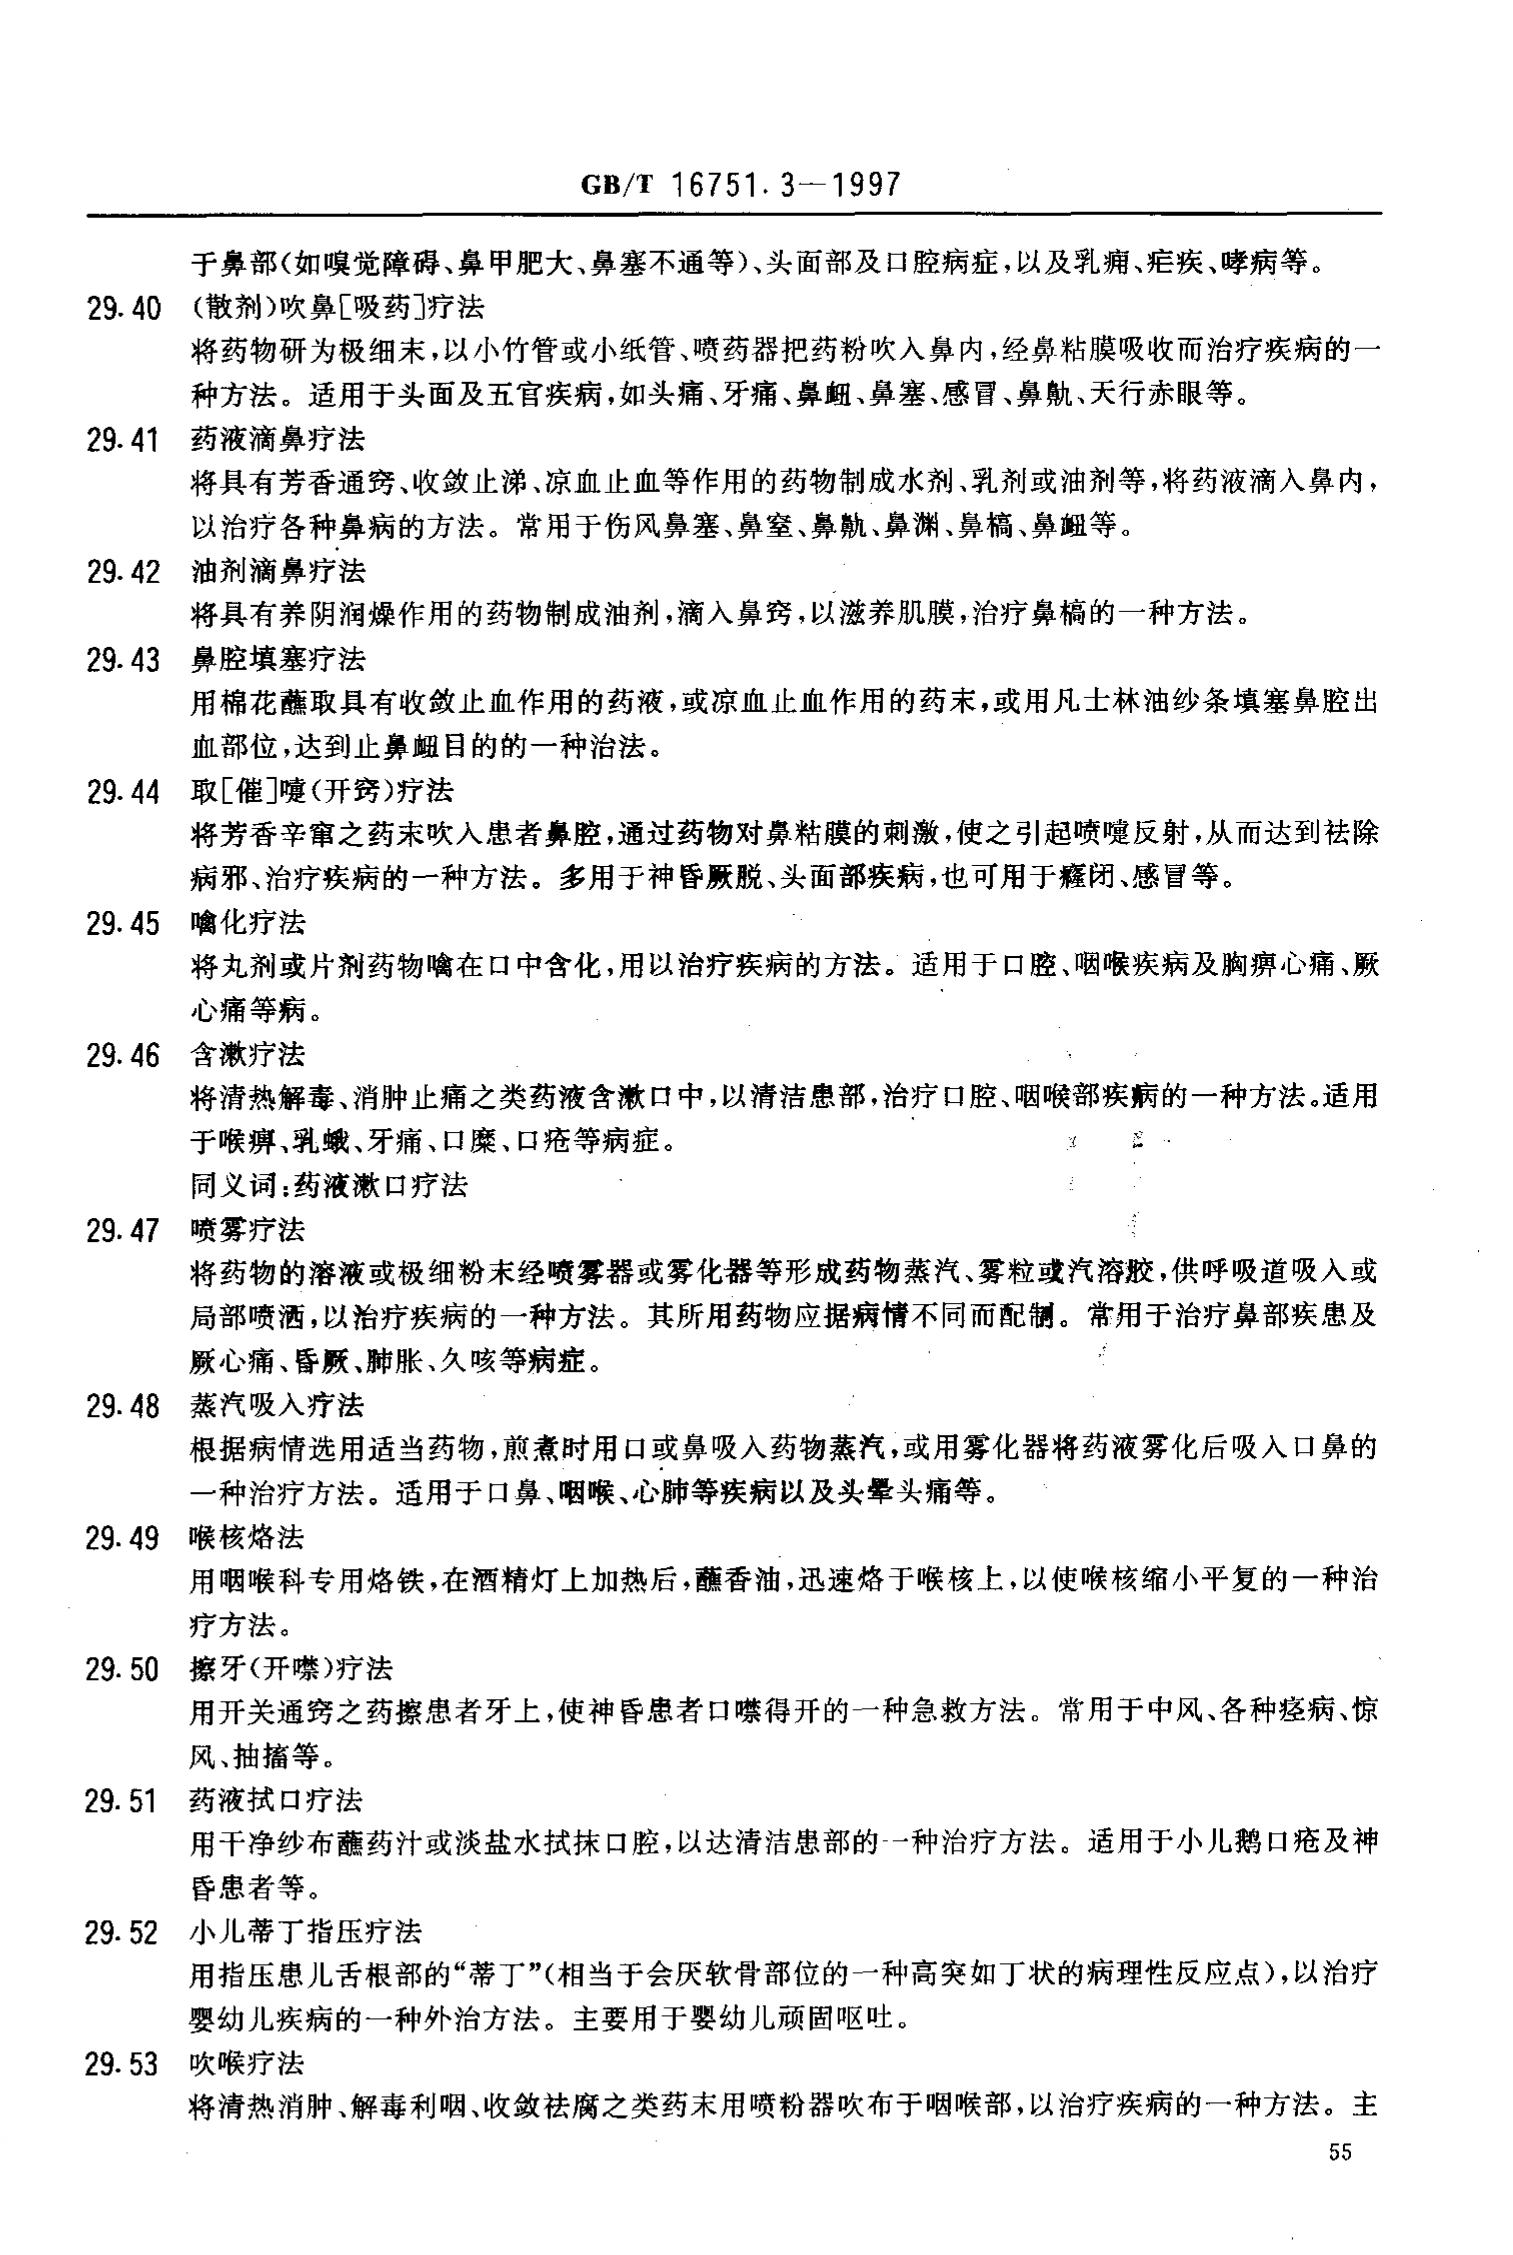 GB/T 16751.3—1997
于鼻部(如嗅觉障碍、鼻甲肥大、鼻塞不通等)、头面部及口腔病症,以及乳痈、疟疾、哮病等。
29.40 (散剂)吹鼻[吸药]疗法
将药物研为极细末,以小竹管或小纸管、喷药器把药粉吹入鼻内,经鼻粘膜吸收而治疗疾病的一
种方法。适用于头面及五官疾病,如头痛、牙痛、鼻衄、鼻塞、感冒、鼻鼽、天行赤眼等。
29.41 药液滴鼻疗法
将具有芳香通窍、收敛止涕、凉血止血等作用的药物制成水剂、乳剂或油剂等,将药液滴入鼻内,
以治疗各种鼻病的方法。常用于伤风鼻塞、鼻窒、鼻鼽、鼻渊、鼻槁、鼻衄等。
29.42 油剂滴鼻疗法
将具有养阴润燥作用的药物制成油剂,滴入鼻窍,以滋养肌膜,治疗鼻槁的一种方法。
29.43 鼻腔填塞疗法
用棉花蘸取具有收敛止血作用的药液,或凉血止血作用的药末,或用凡士林油纱条填塞鼻腔出
血部位,达到止鼻衄目的的一种治法。
29.44 取[催]嚏(开窍)疗法
将芳香辛窜之药末吹入患者鼻腔,通过药物对鼻粘膜的刺激,使之引起喷嚏反射,从而达到祛除
病邪、治疗疾病的一种方法。多用于神昏厥脱、头面部疾病,也可用于癃闭、感冒等。
29.45 噙化疗法
将丸剂或片剂药物噙在口中含化,用以治疗疾病的方法。适用于口腔、咽喉疾病及胸痹心痛、厥
心痛等病。
29.46 含漱疗法
将清热解毒、消肿止痛之类药液含漱口中,以清洁患部,治疗口腔、咽喉部疾病的一种方法。适用
于喉痹、乳蛾、牙痛、口糜、口疮等病症。
同义词:药液漱口疗法
29.47 喷雾疗法
将药物的溶液或极细粉末经喷雾器或雾化器等形成药物蒸汽、雾粒或汽溶胶,供呼吸道吸入或
局部喷洒,以治疗疾病的一种方法。其所用药物应据病情不同而配制。常用于治疗鼻部疾患及
厥心痛、昏厥、肺胀、久咳等病症。
29.48 蒸汽吸入疗法
根据病情选用适当药物,煎煮时用口或鼻吸入药物蒸汽,或用雾化器将药液雾化后吸入口鼻的
一种治疗方法。适用于口鼻、咽喉、心肺等疾病以及头晕头痛等。
29.49 喉核烙法
用咽喉科专用烙铁,在酒精灯上加热后,蘸香油,迅速烙于喉核上,以使喉核缩小平复的一种治
疗方法。
29.50 擦牙(开噤)疗法
用开关通窍之药擦患者牙上,使神昏患者口噤得开的一种急救方法。常用于中风、各种痉病、惊
风、抽搐等。
29.51 药液拭口疗法
用干净纱布蘸药汁或淡盐水拭抹口腔,以达清洁患部的一种治疗方法。适用于小儿鹅口疮及神
昏患者等。
29.52 小儿蒂丁指压疗法
用指压患儿舌根部的“蒂丁”(相当于会厌软骨部位的一种高突如丁状的病理性反应点),以治疗
婴幼儿疾病的一种外治方法。主要用于婴幼儿顽固呕吐。
29.53 吹喉疗法
将清热消肿、解毒利咽、收敛祛腐之类药末用喷粉器吹布于咽喉部,以治疗疾病的一种方法。主
55